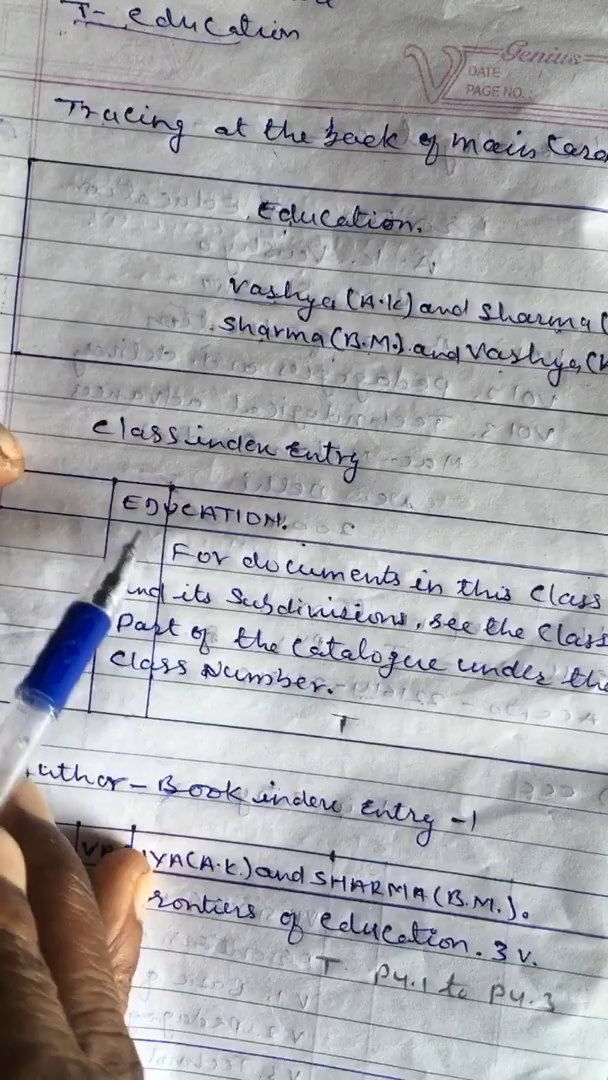 T- education
Genius
DATE
PAGE NO.
Tracing at the back of main Card
Education.
Vashya (A.K) and Sharma (
Sharma (B.M.). and Vashya, (
Class index Entry
EDUCATION.
For documents in this Class
and its Subdivisions, see the Class
Part of the Catalogue under the
Class Number.
T
Author-Book index Entry -1
YA(A.K.) and SHARMA (B.M.).
rontiers of education. 3 v.
T P4.1 to P4.3